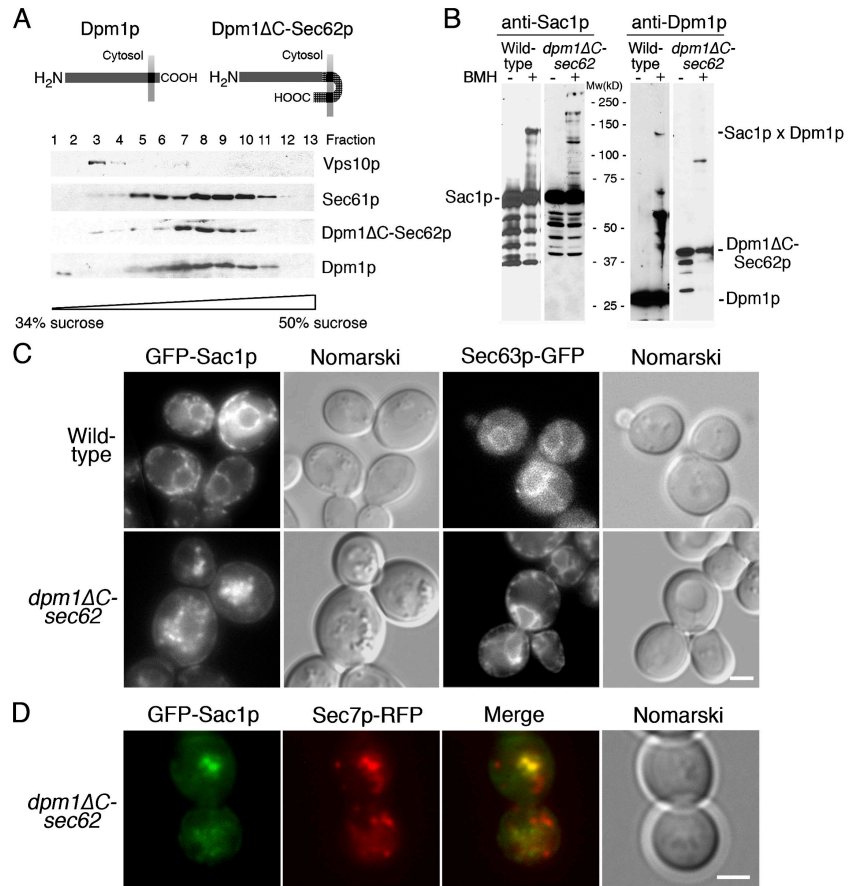 A
Dpm1p
Dpm1ΔC-Sec62p
Cytosol
H2N
COOH
Cytosol
H2N
HOOC
1 2 3 4 5 6 7 8 9 10 11 12 13 Fraction
Vps10p
Sec61p
Dpm1ΔC-Sec62p
Dpm1p
34% sucrose
50% sucrose
B
anti-Sac1p
anti-Dpm1p
Wild-type
dpm1ΔC-sec62
Wild-type
dpm1ΔC-sec62
BMH - + - + - + - +
Mw(kD)
- 250 -
- 150 -
- 100 -
- 75 -
- 50 -
- 37 -
- 25 -
Sac1p-
-Sac1p x Dpm1p
-Dpm1ΔC-
Sec62p
-Dpm1p
C
GFP-Sac1p
Nomarski
Sec63p-GFP
Nomarski
Wild-
type
dpm1ΔC-
sec62
D
GFP-Sac1p
Sec7p-RFP
Merge
Nomarski
dpm1ΔC-
sec62